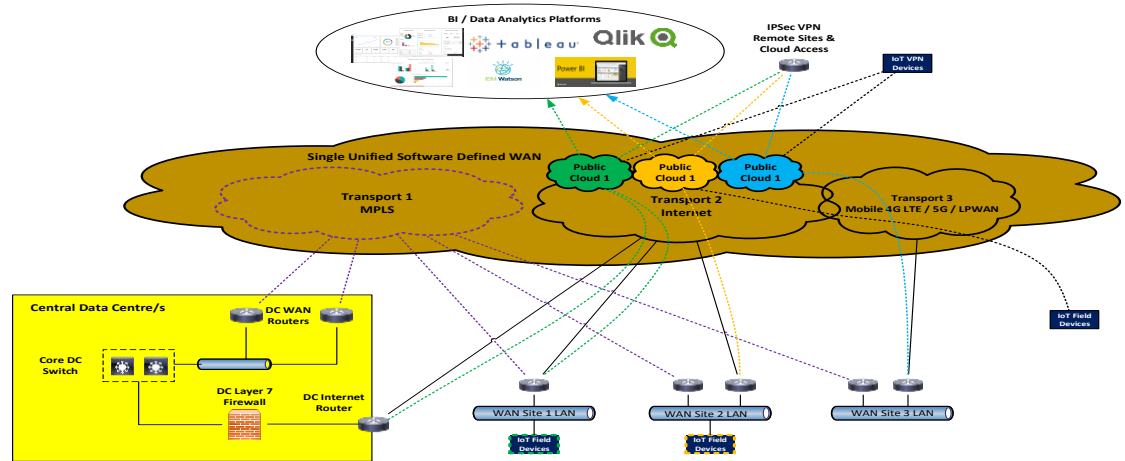 BI / Data Analytics Platforms
+ a b l e a u
Qlik
IBM Watson
Power BI
IPSec VPN
Remote Sites &
Cloud Access
IoT VPN
Devices
Single Unified Software Defined WAN
Public
Cloud 1
Public
Cloud 1
Public
Cloud 1
Transport 1
MPLS
Transport 2
Internet
Transport 3
Mobile 4G LTE / 5G / LPWAN
Central Data Centre/s
DC WAN
Routers
Core DC
Switch
DC Layer 7
Firewall
DC Internet
Router
IoT Field
Devices
WAN Site 1 LAN
WAN Site 2 LAN
WAN Site 3 LAN
IoT Field
Devices
IoT Field
Devices